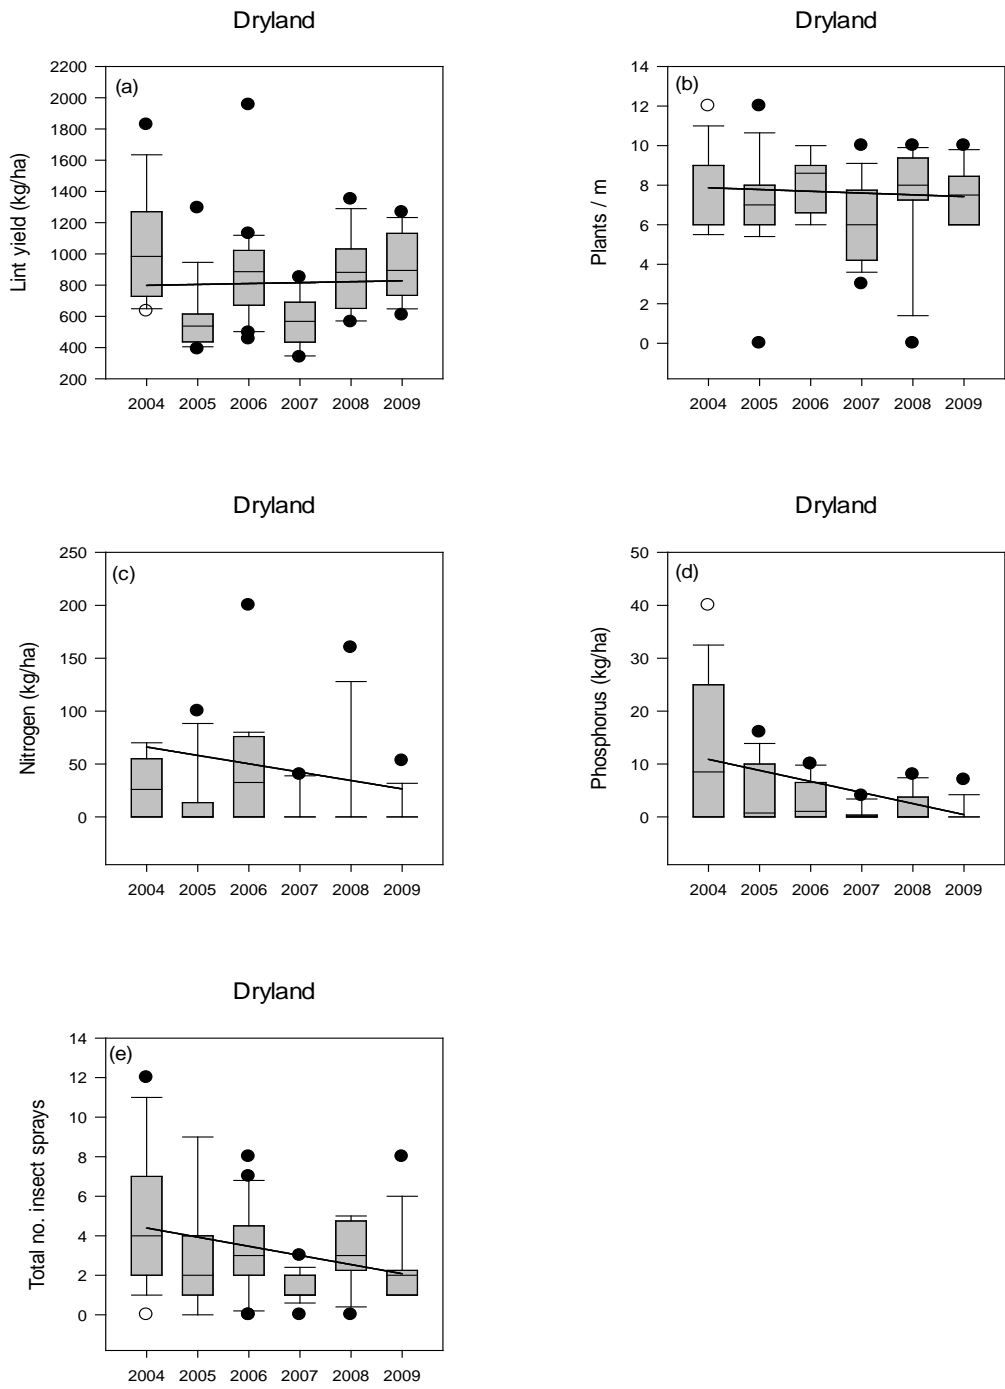 Dryland
(a)
Lint yield (kg/ha)
2200
2000
1800
1600
1400
1200
1000
800
600
400
200
2004 2005 2006 2007 2008 2009
Dryland
(b)
Plants / m
14
12
10
8
6
4
2
0
2004 2005 2006 2007 2008 2009
Dryland
(c)
Nitrogen (kg/ha)
250
200
150
100
50
0
2004 2005 2006 2007 2008 2009
Dryland
(d)
Phosphorus (kg/ha)
50
40
30
20
10
0
2004 2005 2006 2007 2008 2009
Dryland
(e)
Total no. insect sprays
14
12
10
8
6
4
2
0
2004 2005 2006 2007 2008 2009